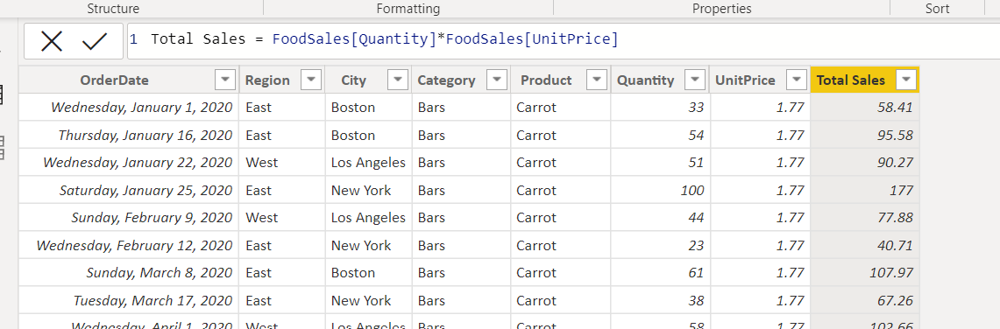 Structure Formatting Properties Sort
1 Total Sales = FoodSales[Quantity]*FoodSales[UnitPrice]
OrderDate Region City Category Product Quantity UnitPrice Total Sales
Wednesday, January 1, 2020 East Boston Bars Carrot 33 1.77 58.41
Thursday, January 16, 2020 East Boston Bars Carrot 54 1.77 95.58
Wednesday, January 22, 2020 West Los Angeles Bars Carrot 51 1.77 90.27
Saturday, January 25, 2020 East New York Bars Carrot 100 1.77 177
Sunday, February 9, 2020 West Los Angeles Bars Carrot 44 1.77 77.88
Wednesday, February 12, 2020 East New York Bars Carrot 23 1.77 40.71
Sunday, March 8, 2020 East Boston Bars Carrot 61 1.77 107.97
Tuesday, March 17, 2020 East New York Bars Carrot 38 1.77 67.26
Wednesday, April 1, 2020 West Los Angeles Bars Carrot 58 1.77 102.66